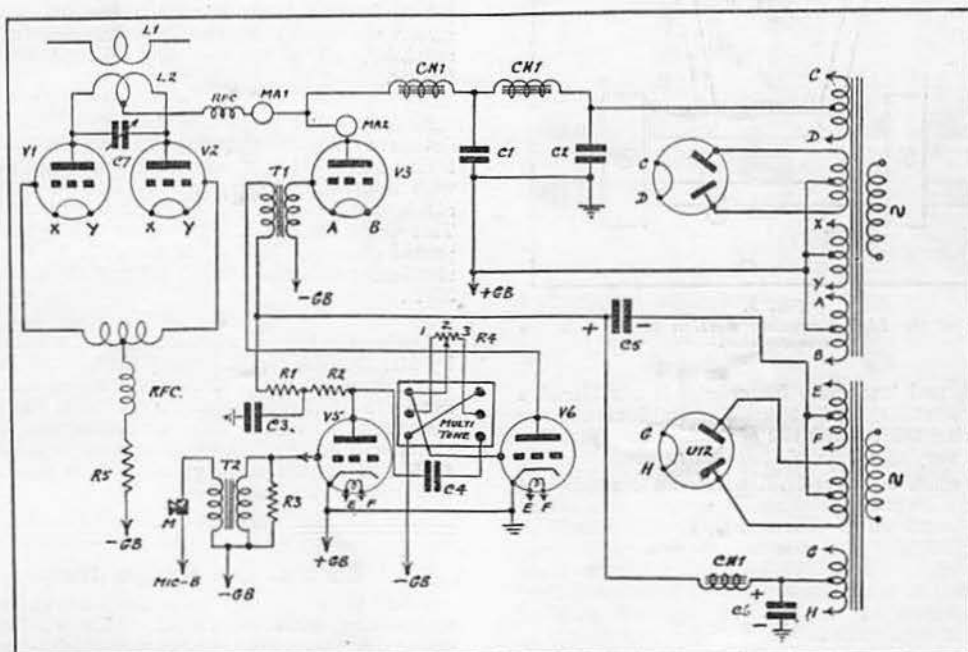 L1
L2
RFC
MA1
CH1
CH1
C
D
MA2
V1
C7
V2
T1
V3
C1
C2
C
D
X
Y
X
Y
A
B
X
Y
A
B
~
-GB
+GB
+
C5
-
1 2 3 R4
RFC
R1
R2
C3
V5
MULTI
TONE
V6
E
F
G
H
U12
~
R5
T2
R3
C4
E F
E F
M
-GB
MIC-B
-GB
+GB
-GB
CH1
+
C6
-
G
H